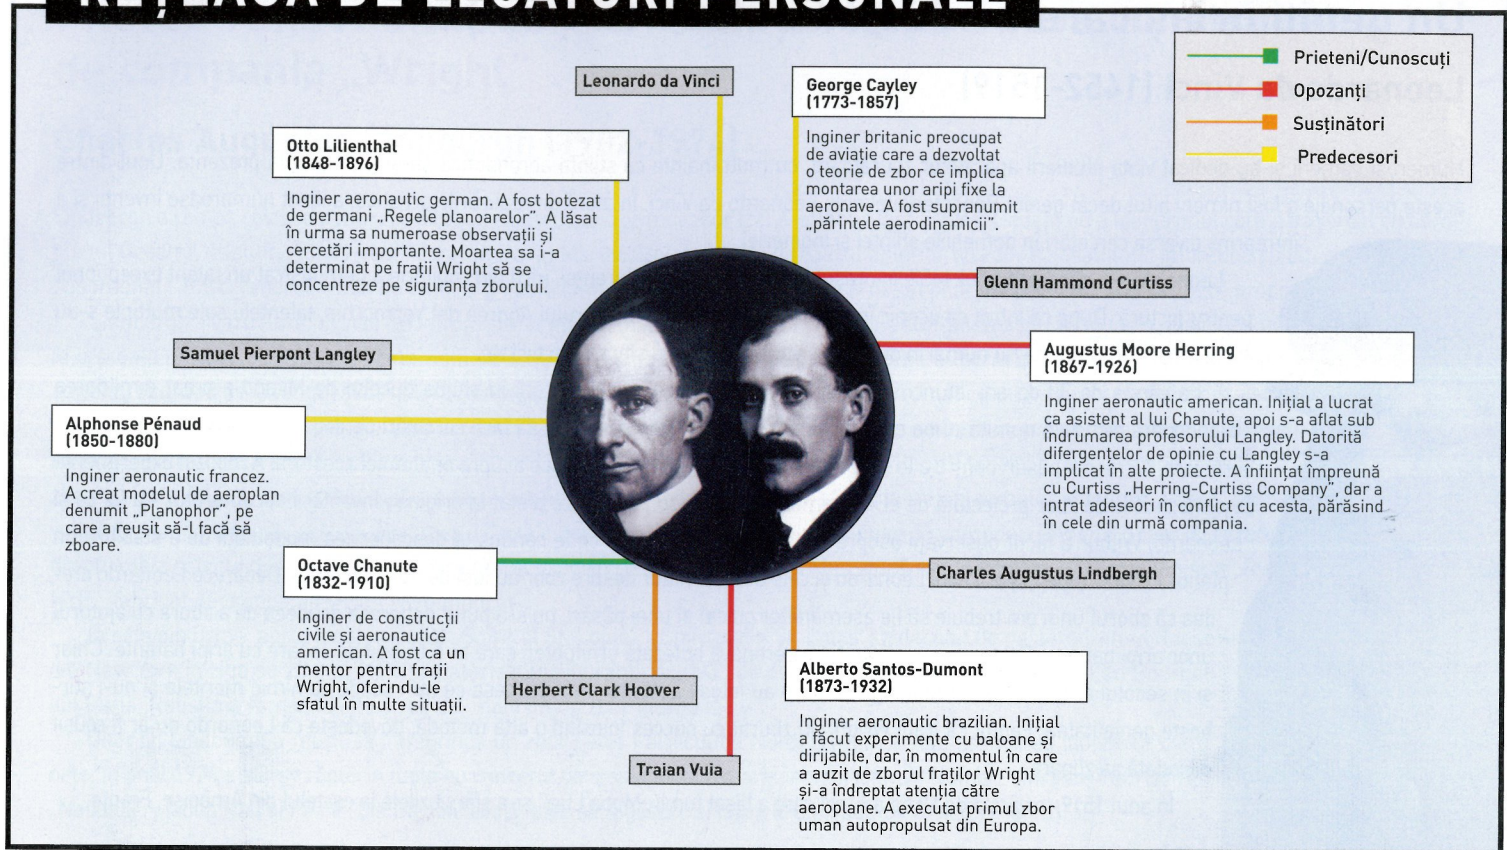 REȚEAUA DE LEGĂTURI PERSONALE
Prieteni/Cunoscuți
Opozanți
Susținători
Predecesori
Leonardo da Vinci
George Cayley
(1773-1857)
Inginer britanic preocupat
de aviație care a dezvoltat
o teorie de zbor ce implica
montarea unor aripi fixe la
aeronave. A fost supranumit
„părintele aerodinamicii”.
Otto Lilienthal
(1848-1896)
Inginer aeronautic german. A fost botezat
de germani „Regele planoarelor”. A lăsat
în urma sa numeroase observații și
cercetări importante. Moartea sa i-a
determinat pe frații Wright să se
concentreze pe siguranța zborului.
Glenn Hammond Curtiss
Samuel Pierpont Langley
Augustus Moore Herring
(1867-1926)
Inginer aeronautic american. Inițial a lucrat
ca asistent al lui Chanute, apoi s-a aflat sub
îndrumarea profesorului Langley. Datorită
difergențelor de opinie cu Langley s-a
implicat în alte proiecte. A înființat împreună
cu Curtiss „Herring-Curtiss Company”, dar a
intrat adeseori în conflict cu acesta, părăsind
în cele din urmă compania.
Alphonse Pénaud
(1850-1880)
Inginer aeronautic francez.
A creat modelul de aeroplan
denumit „Planophor”, pe
care a reușit să-l facă să
zboare.
Octave Chanute
(1832-1910)
Inginer de construcții
civile și aeronautice
american. A fost ca un
mentor pentru frații
Wright, oferindu-le
sfatul în multe situații.
Charles Augustus Lindbergh
Herbert Clark Hoover
Alberto Santos-Dumont
(1873-1932)
Inginer aeronautic brazilian. Inițial
a făcut experimente cu baloane și
dirijabile, dar, în momentul în care
a auzit de zborul fraților Wright
și-a îndreptat atenția către
aeroplane. A executat primul zbor
uman autopropulsat din Europa.
Traian Vuia